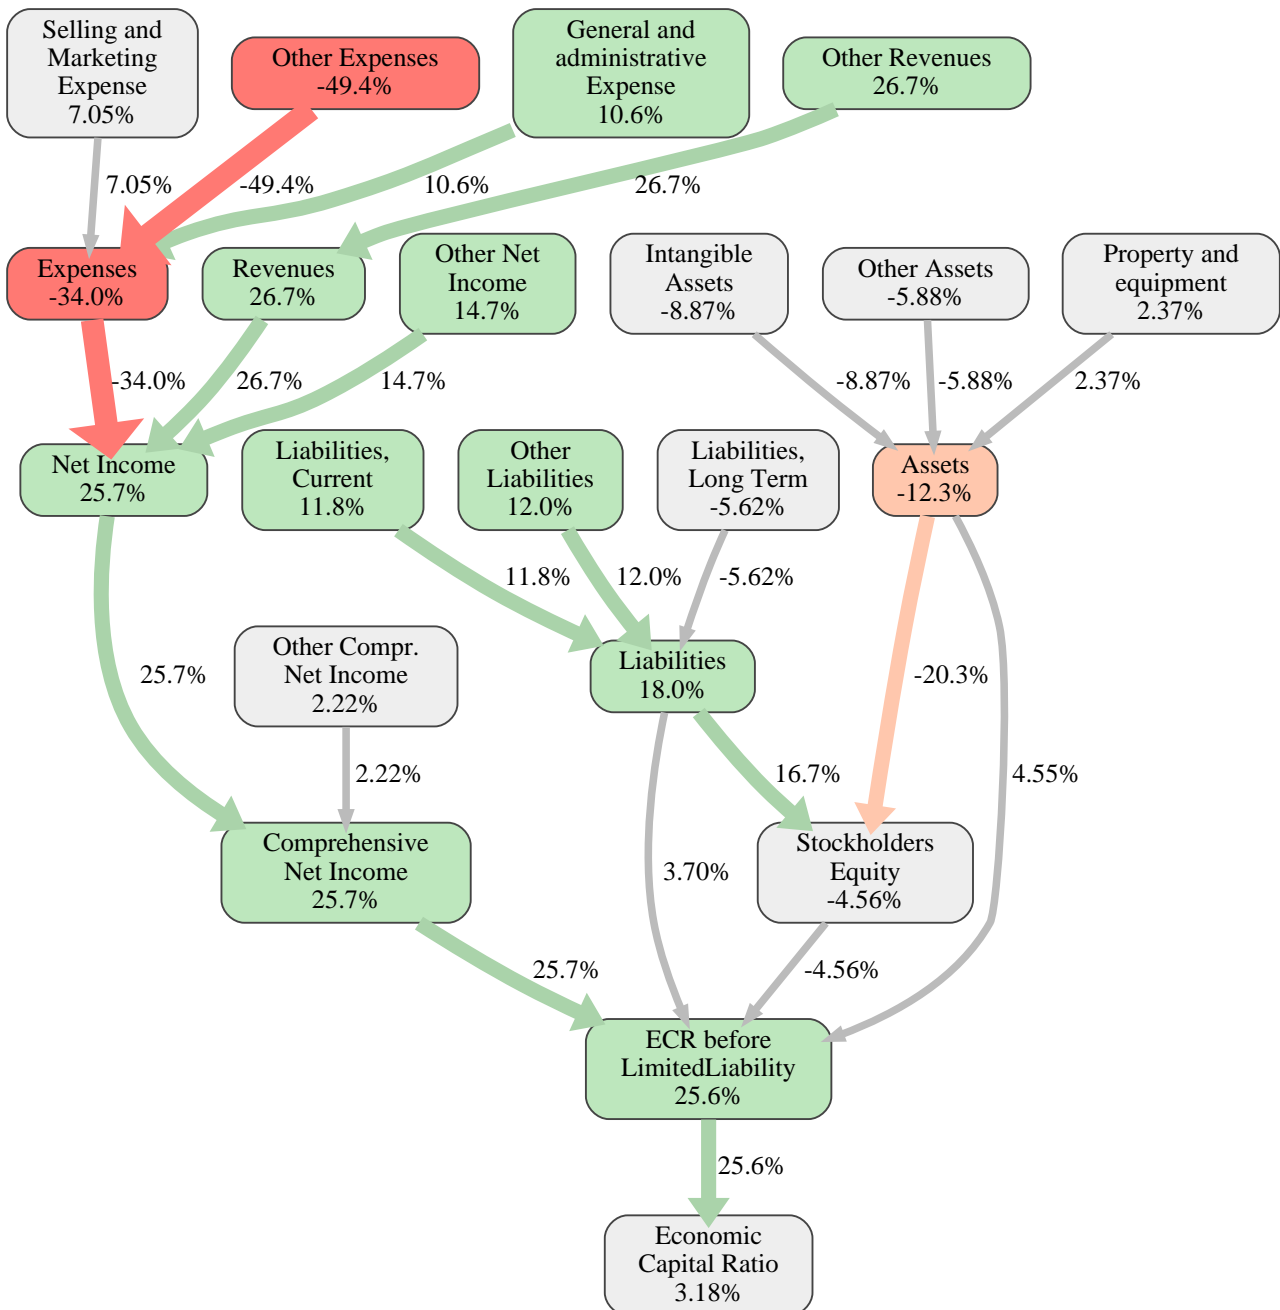 Selling and
Marketing
Expense
7.05%
Other Expenses
-49.4%
General and
administrative
Expense
10.6%
Other Revenues
26.7%
7.05%
-49.4%
10.6%
26.7%
Expenses
-34.0%
Revenues
26.7%
Other Net
Income
14.7%
Intangible
Assets
-8.87%
Other Assets
-5.88%
Property and
equipment
2.37%
-34.0%
26.7%
14.7%
-8.87%
-5.88%
2.37%
Net Income
25.7%
Liabilities,
Current
11.8%
Other
Liabilities
12.0%
Liabilities,
Long Term
-5.62%
Assets
-12.3%
11.8%
12.0%
-5.62%
25.7%
Other Compr.
Net Income
2.22%
Liabilities
18.0%
-20.3%
2.22%
16.7%
4.55%
Comprehensive
Net Income
25.7%
3.70%
Stockholders
Equity
-4.56%
25.7%
-4.56%
ECR before
LimitedLiability
25.6%
25.6%
Economic
Capital Ratio
3.18%